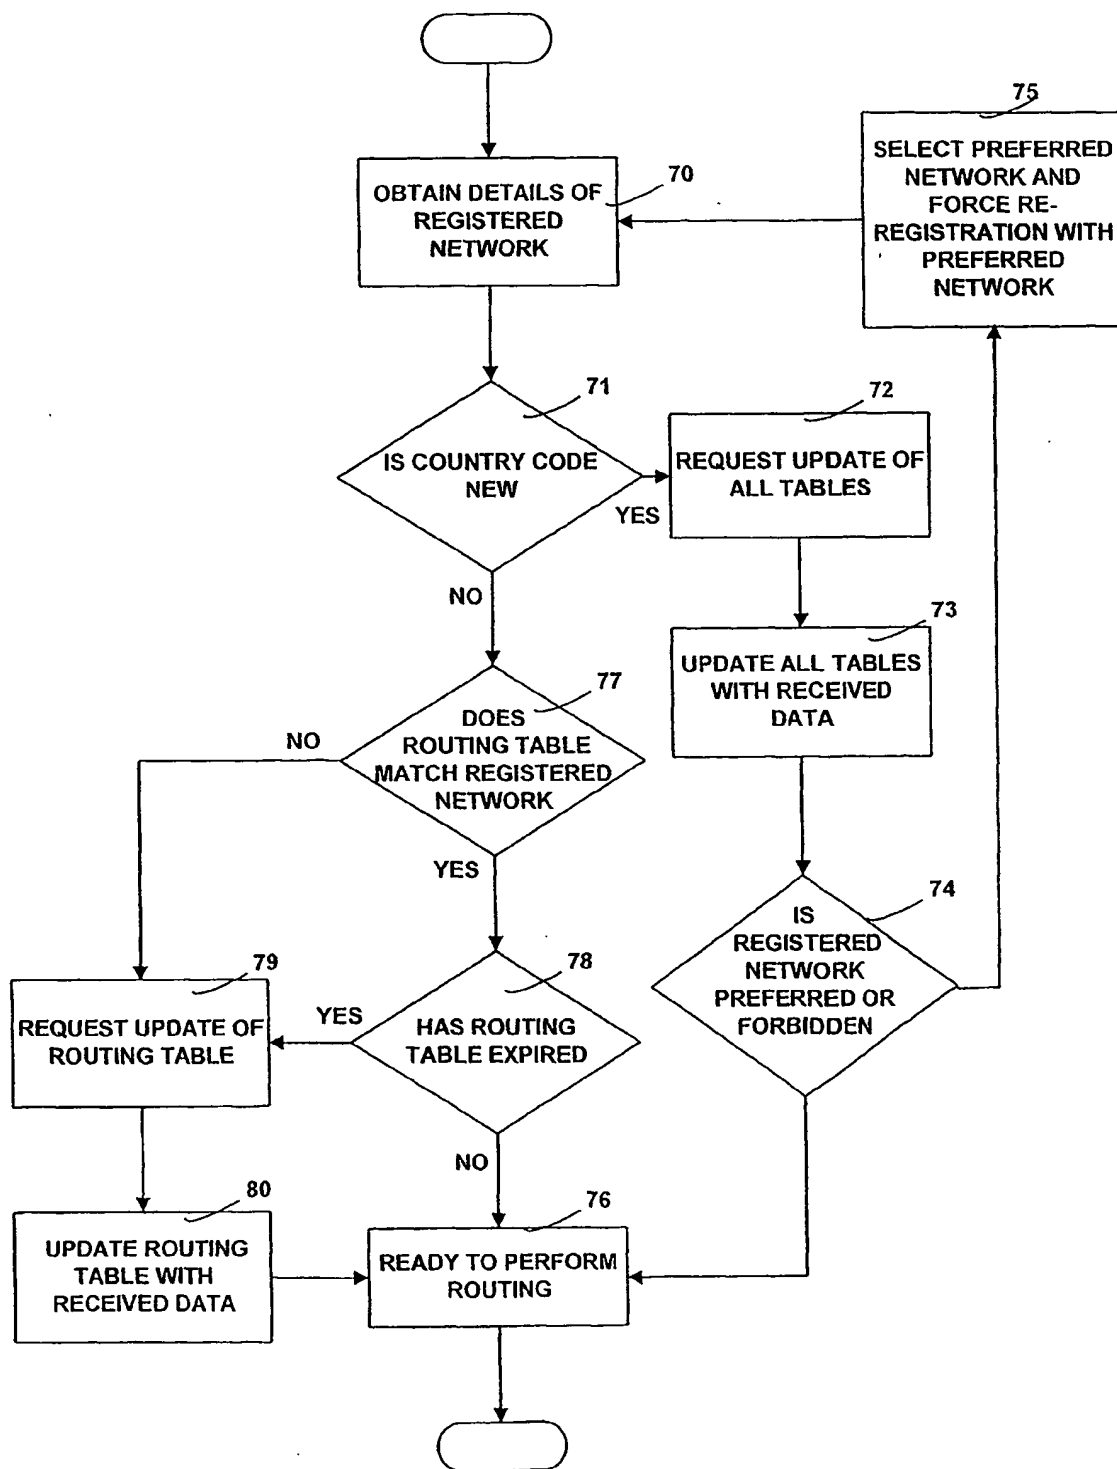 75
SELECT PREFERRED
NETWORK AND
FORCE RE-
REGISTRATION WITH
PREFERRED
NETWORK
70
OBTAIN DETAILS OF
REGISTERED
NETWORK
71
IS COUNTRY CODE
NEW
YES
NO
72
REQUEST UPDATE OF
ALL TABLES
73
UPDATE ALL TABLES
WITH RECEIVED
DATA
77
DOES
ROUTING TABLE
MATCH REGISTERED
NETWORK
NO
YES
74
IS
REGISTERED
NETWORK
PREFERRED OR
FORBIDDEN
78
HAS ROUTING
TABLE EXPIRED
YES
NO
79
REQUEST UPDATE OF
ROUTING TABLE
80
UPDATE ROUTING
TABLE WITH
RECEIVED DATA
76
READY TO PERFORM
ROUTING